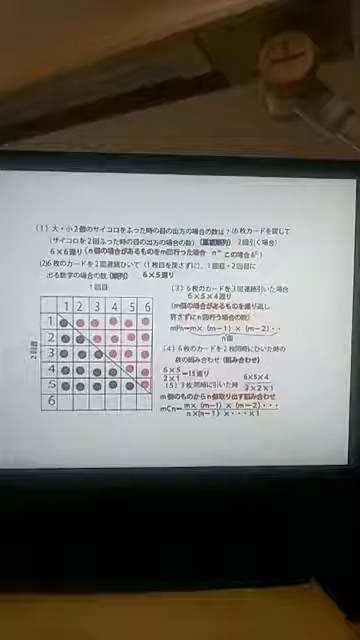 (1) 大・小2個のサイコロをふった時の目の出方の場合の数は? (6枚カードを戻して
(サイコロを2回ふった時の目の出方の場合の数) (重複順列) 2回引く場合)
6×6通り (n個の場合があるものをm回行った場合
(2)6枚のカードを2回連続ひいて (1枚目を戻さずに)、1回目・2回目に
出る数字の場合の数 (順列) 6×5通り
1回目
1 2 3 4 5 6
2回目
1
2
3
4
5
6
(3) 6枚のカードを3回連続引いた場合
6×5×4通り
(m個の場合があるものを繰り返し
許さずにn回行う場合の数)
mPn=m×(m−1)×(m−2)・・
n個
(4) 6枚のカードを2枚同時にひいた時の
数の組み合わせ (組み合わせ)
6×5
2×1
=15通り
(5) 3枚同時に引いた時
6×5×4
3×2×1
m個のものからn個取り出す組み合わせ
mCn=
m×(m−1)×(m−2)・・・
n×(n−1)×・・・×1